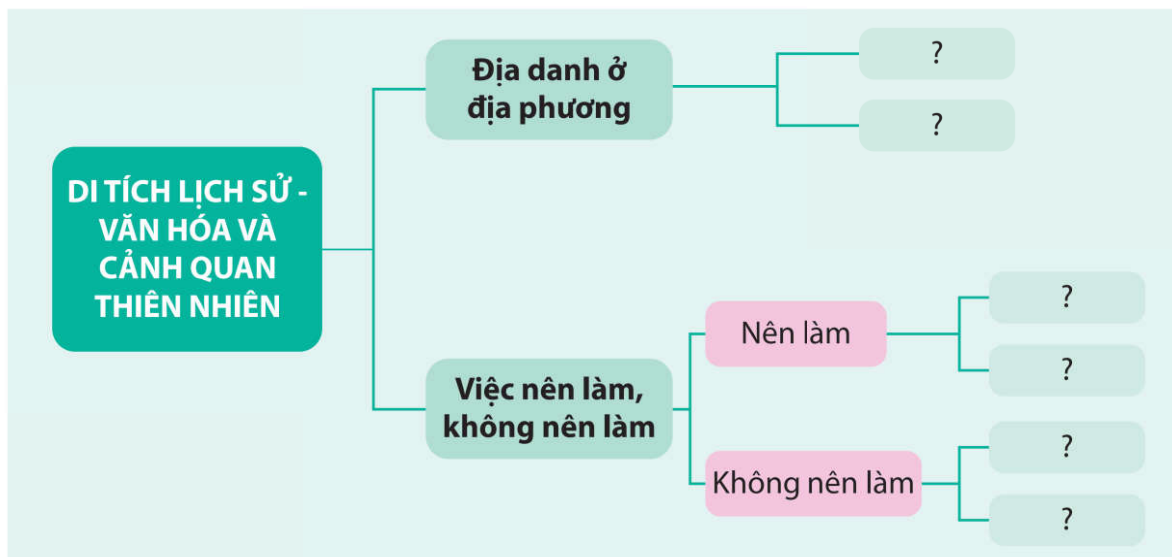 DI TÍCH LỊCH SỬ -
VĂN HÓA VÀ
CẢNH QUAN
THIÊN NHIÊN
Địa danh ở
địa phương
?
?
Việc nên làm,
không nên làm
Nên làm
?
?
Không nên làm
?
?